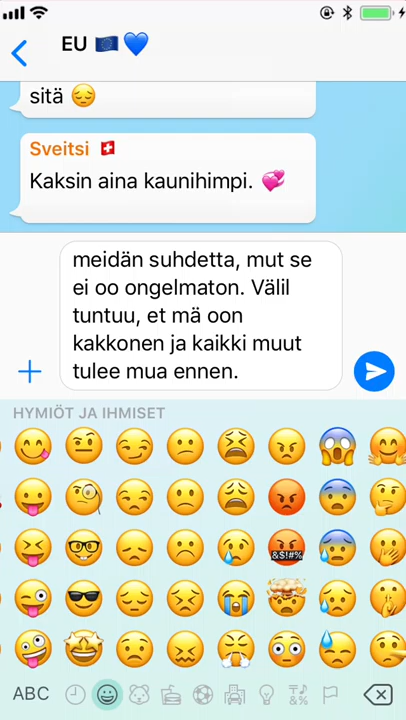 EU 🇪🇺💙
sitä 😔
Sveitsi 🇨🇭
Kaksin aina kaunihimpi. 💞
meidän suhdetta, mut se
ei oo ongelmaton. Välil
tuntuu, et mä oon
kakkonen ja kaikki muut
tulee mua ennen.
HYMIÖT JA IHMISET
&$!#%
ABC